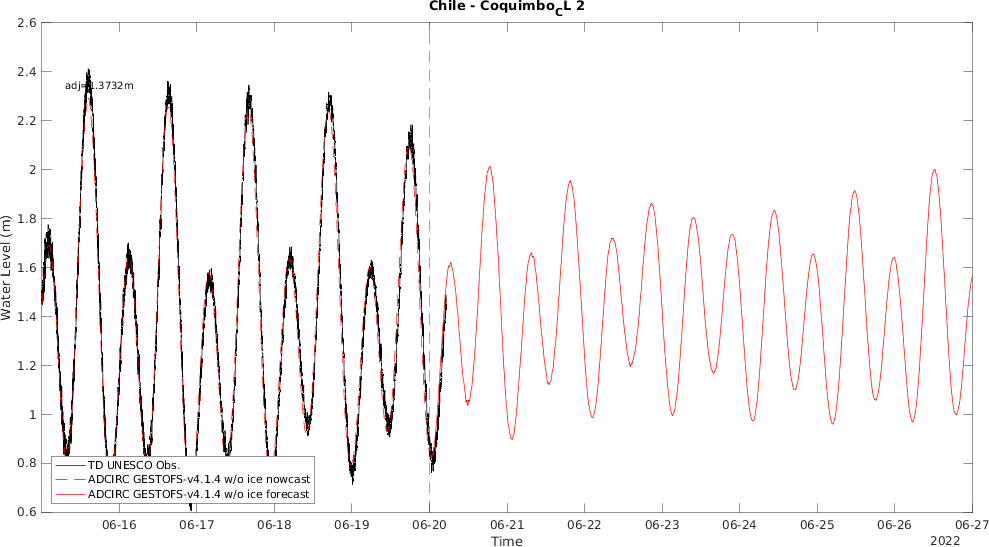 Chile - Coquimbo_CL 2
2.6
2.4
2.2
2
1.8
1.6
1.4
1.2
1
0.8
0.6
Water Level (m)
adj=1.3732m
TD UNESCO Obs.
ADCIRC GESTOFS-v4.1.4 w/o ice nowcast
ADCIRC GESTOFS-v4.1.4 w/o ice forecast
06-16 06-17 06-18 06-19 06-20 06-21 06-22 06-23 06-24 06-25 06-26 06-27
Time
2022